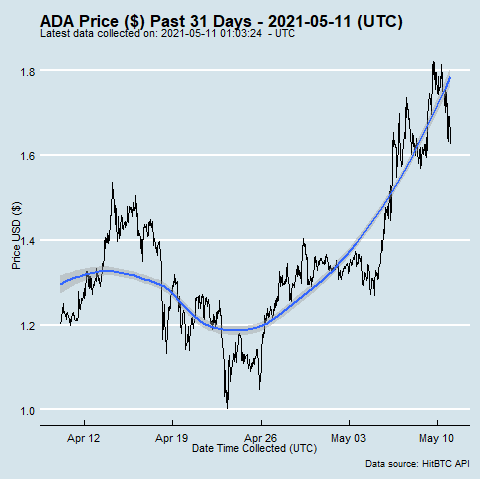 ADA Price ($) Past 31 Days - 2021-05-11 (UTC)
Latest data collected on: 2021-05-11 01:03:24 - UTC
Price USD ($)
1.8
1.6
1.4
1.2
1.0
Apr 12 Apr 19 Apr 26 May 03 May 10
Date Time Collected (UTC)
Data source: HitBTC API